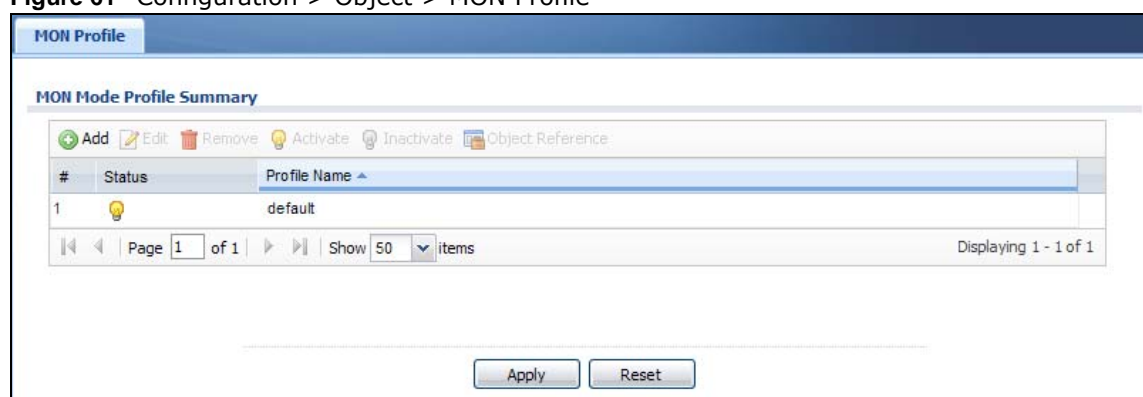 Figure 61 Configuration > Object > MON Profile
MON Profile
MON Mode Profile Summary
Add Edit Remove Activate Inactivate Object Reference
# Status Profile Name
1 default
Page 1 of 1 Show 50 items Displaying 1 - 1 of 1
Apply Reset